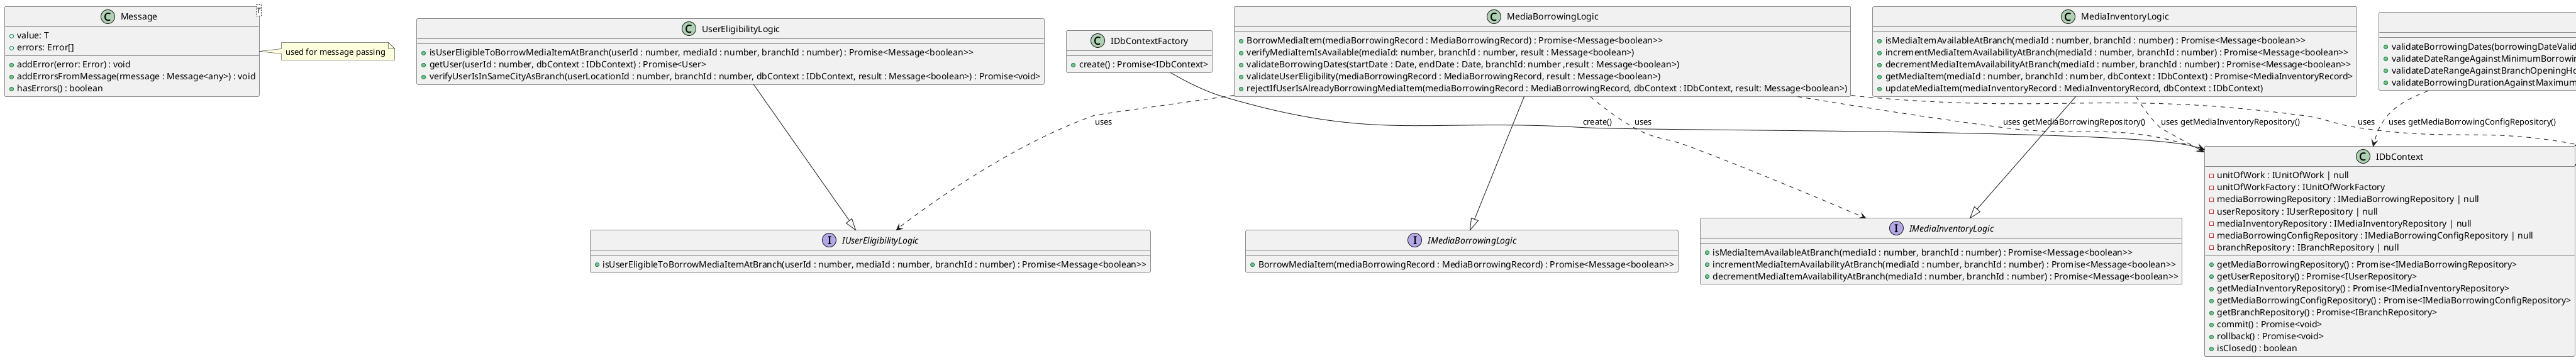 Message
T
+ value: T
+ errors: Error[]
addError(error: Error) : void
addErrorsFromMessage(rmessage : Message<any>) : void
hasErrors() : boolean
used for message passing
UserEligibilityLogic
isUserEligbleToBorrowMediaItemAtBranch(userId : number, mediaId : number, branchId : number) : Promise<Message<boolean>>
getUser(userId : number, dbContext : IDbContext) : Promise<User>
verifyUserIsInSameCityAsBranch(userLocationId : number, branchId : number, dbContext : IDbContext, result : Message<boolean>) : Promise<void>
IDbContextFactory
create() : Promise<IDbContext>
MediaBorrowingLogic
BorrowMediaItem(mediaBorrowingRecord : MediaBorrowingRecord) : Promise<Message<boolean>>
verifyMediaItemIsAvailable(mediaId: number, branchId : number, result : Message<boolean>)
validateBorrowingDates(startDate : Date, endDate : Date, branchId: number ,result : Message<boolean>)
validateUserEligibility(mediaBorrowingRecord : MediaBorrowingRecord, result : Message<boolean>)
rejectIfUserIsAlreadyBorrowingMediaItem(mediaBorrowingRecord : MediaBorrowingRecord, dbContext : IDbContext, result: Message<boolean>)
MediaInventoryLogic
isMediaItemAvailableAtBranch(mediaId : number, branchId : number) : Promise<Message<boolean>>
incrementMediaItemAvailabilityAtBranch(mediaId : number, branchId : number) : Promise<Message<boolean>>
decrementMediaItemAvailabilityAtBranch(mediaId : number, branchId : number) : Promise<Message<boolean>>
getMediaItem(mediaId : number, branchId : number, dbContext : IDbContext) : Promise<MediaInventoryRecord>
updateMediaItem(mediaInventoryRecord : MediaInventoryRecord, dbContext : IDbContext)
validateBorrowingDates(borrowingDateValid
validateDateRangeAgainstMinimumBorrowin
validateDateRangeAgainstBranchOpeningHo
validateBorrowingDurationAgainstMaximum
uses
create()
uses
uses getMediaBorrowingRepository()
uses getMediaInventoryRepository()
uses
uses getMediaBorrowingConfigRepository()
IUserEligibilityLogic
isUserEligibleToBorrowMediaItemAtBranch(userId : number, mediaId : number, branchId : number) : Promise<Message<boolean>>
IMediaBorrowingLogic
BorrowMediaItem(mediaBorrowingRecord : MediaBorrowingRecord) : Promise<Message<boolean>>
IMediaInventoryLogic
isMediaItemAvailableAtBranch(mediaId : number, branchId : number) : Promise<Message<boolean>>
incrementMediaItemAvailabilityAtBranch(mediaId : number, branchId : number) : Promise<Message<boolean>>
decrementMediaItemAvailabilityAtBranch(mediaId : number, branchId : number) : Promise<Message<boolean>>
IDbContext
unitOfWork : IUnitOfWork | null
unitOfWorkFactory : IUnitOfWorkFactory
mediaBorrowingRepository : IMediaBorrowingRepository | null
userRepository : IUserRepository | null
mediaInventoryRepository : IMediaInventoryRepository | null
mediaBorrowingConfigRepository : IMediaBorrowingConfigRepository | null
branchRepository : IBranchRepository | null
getMediaBorrowingRepository() : Promise<IMediaBorrowingRepository>
getUserRepository() : Promise<IUserRepository>
getMediaInventoryRepository() : Promise<IMediaInventoryRepository>
getMediaBorrowingConfigRepository() : Promise<IMediaBorrowingConfigRepository>
getBranchRepository() : Promise<IBranchRepository>
commit() : Promise<void>
rollback() : Promise<void>
isClosed() : boolean